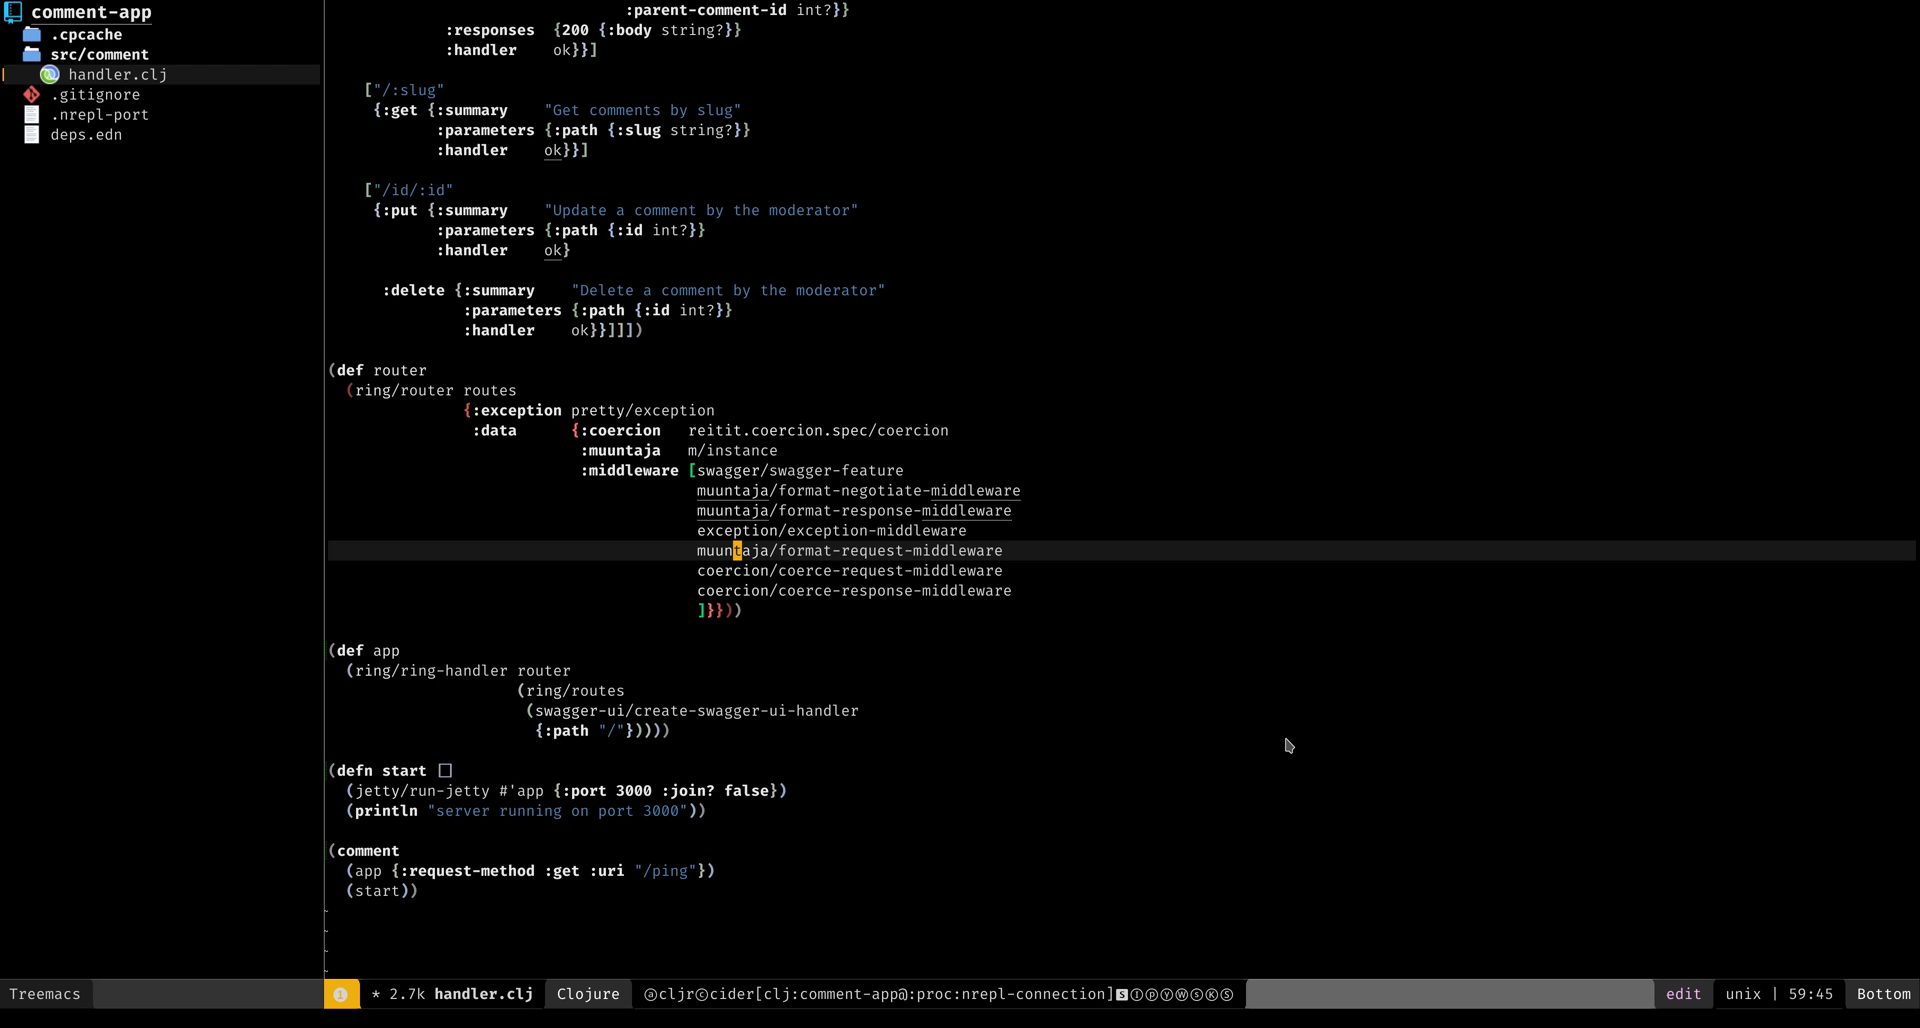 comment-app
.cpcache
src/comment
handler.clj
.gitignore
.nrepl-port
deps.edn
:parent-comment-id int?}}
:responses  {200 {:body string?}}
:handler    ok}}]
["/:slug"
{:get {:summary    "Get comments by slug"
:parameters {:path {:slug string?}}
:handler    ok}}]
["/id/:id"
{:put {:summary    "Update a comment by the moderator"
:parameters {:path {:id int?}}
:handler    ok}
:delete {:summary    "Delete a comment by the moderator"
:parameters {:path {:id int?}}
:handler    ok}}]]])
(def router
(ring/router routes
{:exception pretty/exception
:data      {:coercion   reitit.coercion.spec/coercion
:muuntaja   m/instance
:middleware [swagger/swagger-feature
muuntaja/format-negotiate-middleware
muuntaja/format-response-middleware
exception/exception-middleware
muuntaja/format-request-middleware
coercion/coerce-request-middleware
coercion/coerce-response-middleware
]}}))
(def app
(ring/ring-handler router
(ring/routes
(swagger-ui/create-swagger-ui-handler
{:path "/"}))))
(defn start []
(jetty/run-jetty #'app {:port 3000 :join? false})
(println "server running on port 3000"))
(comment
(app {:request-method :get :uri "/ping"})
(start))
~
~
~
~
Treemacs
① * 2.7k handler.clj  Clojure  ⓐcljrⓒcider[clj:comment-app@:proc:nrepl-connection]🆂ⒾⓟⓎⓌⓢⓀⓈ  edit  unix | 59:45  Bottom